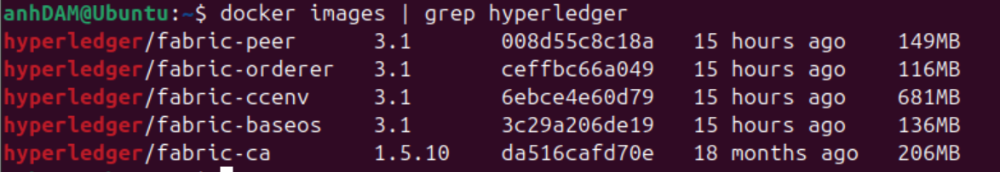 anhDAM@Ubuntu:~$ docker images | grep hyperledger
hyperledger/fabric-peer 3.1 008d55c8c18a 15 hours ago 149MB
hyperledger/fabric-orderer 3.1 ceffbc66a049 15 hours ago 116MB
hyperledger/fabric-ccenv 3.1 6ebce4e60d79 15 hours ago 681MB
hyperledger/fabric-baseos 3.1 3c29a206de19 15 hours ago 136MB
hyperledger/fabric-ca 1.5.10 da516cafd70e 18 months ago 206MB